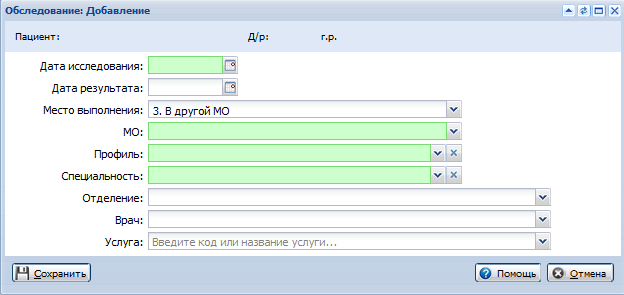 Обследование: Добавление
Пациент: Д/р: г.р.
Дата исследования:
Дата результата:
Место выполнения: 3. В другой МО
МО:
Профиль:
Специальность:
Отделение:
Врач:
Услуга: Введите код или название услуги...
Сохранить Помощь Отмена